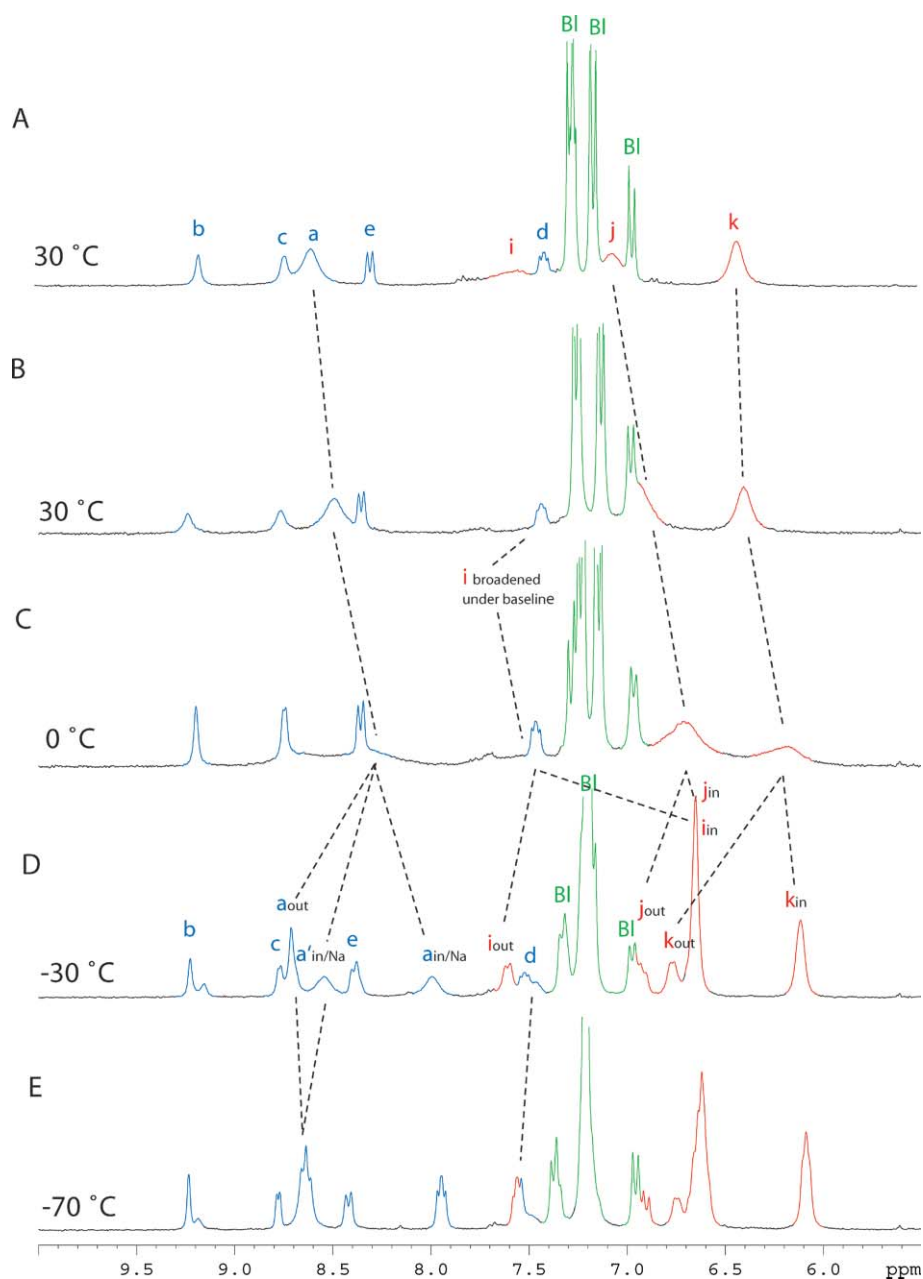 Bl Bl
A
Bl
b c a e i d j k
30 ˚C
B
30 ˚C
i broadened
under baseline
C
0 ˚C
Bl
jin
iin
D
aout
b c a′in/Na e ain/Na iout d Bl Bl jout kout kin
-30 ˚C
E
-70 ˚C
9.5 9.0 8.5 8.0 7.5 7.0 6.5 6.0 ppm